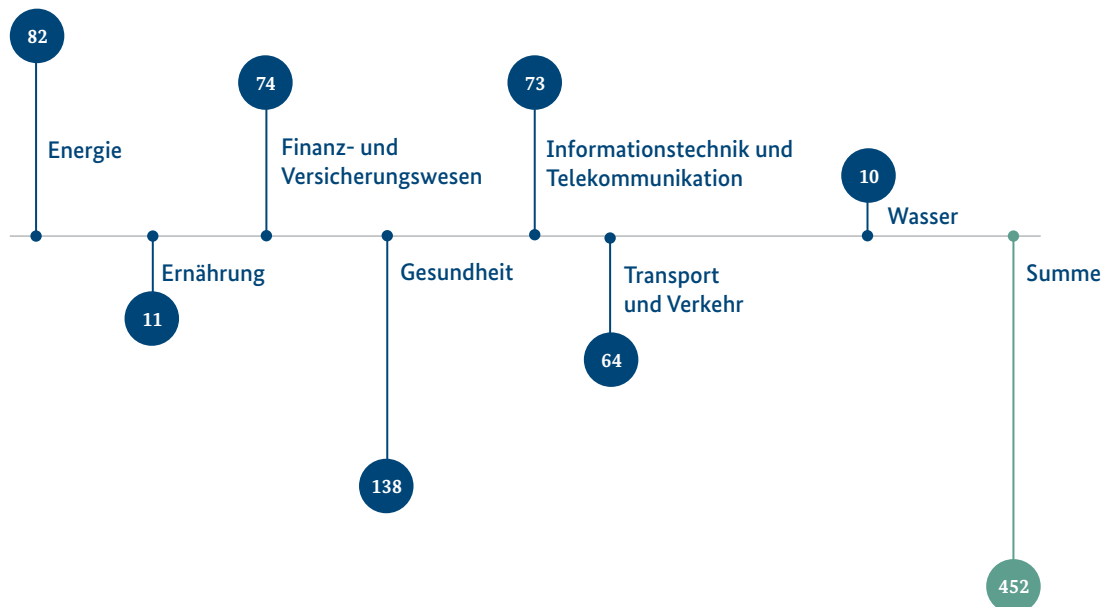 82
Energie
11
Ernährung
74
Finanz- und
Versicherungswesen
138
Gesundheit
73
Informationstechnik und
Telekommunikation
64
Transport
und Verkehr
10
Wasser
452
Summe